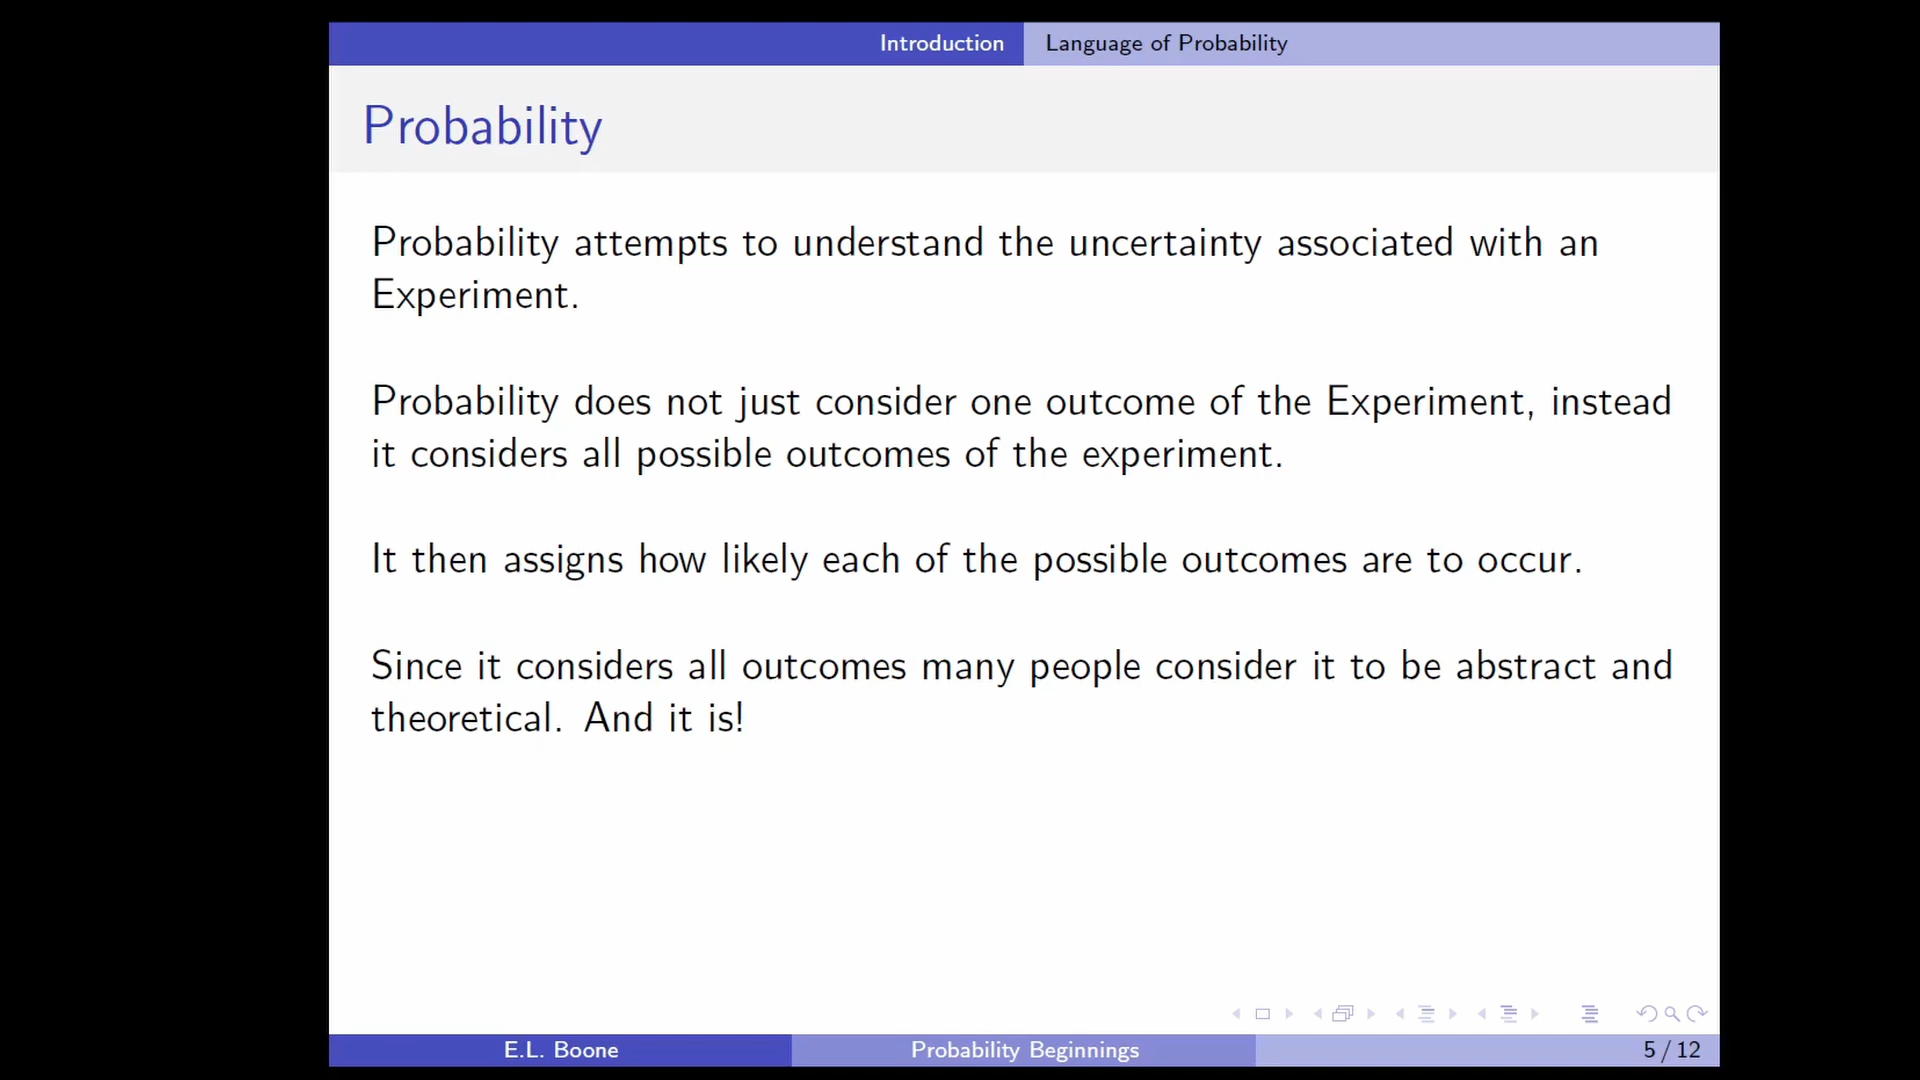 Introduction
Language of Probability
Probability
Probability attempts to understand the uncertainty associated with an
Experiment.
Probability does not just consider one outcome of the Experiment, instead
it considers all possible outcomes of the experiment.
It then assigns how likely each of the possible outcomes are to occur.
Since it considers all outcomes many people consider it to be abstract and
theoretical. And it is!
E.L. Boone
Probability Beginnings
5 / 12